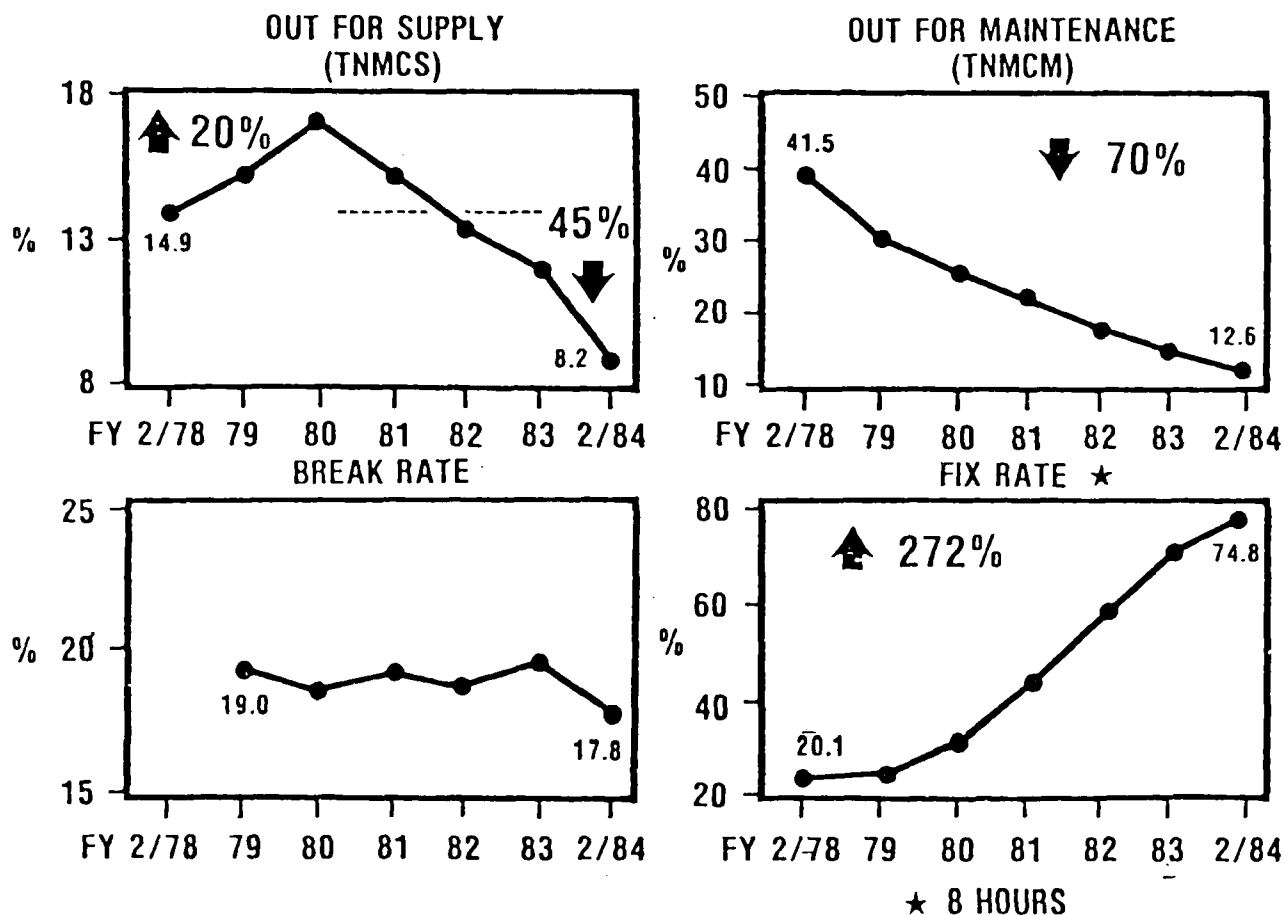 OUT FOR SUPPLY
(TNMCS)
18
13
8
%
20%
14.9
45%
8.2
FY 2/78 79 80 81 82 83 2/84
OUT FOR MAINTENANCE
(TNMCM)
50
40
30
20
10
%
41.5
70%
12.6
FY 2/78 79 80 81 82 83 2/84
BREAK RATE
25
20
15
%
19.0
17.8
FY 2/78 79 80 81 82 83 2/84
FIX RATE ★
80
60
40
20
%
272%
20.1
74.8
FY 2/78 79 80 81 82 83 2/84
★ 8 HOURS